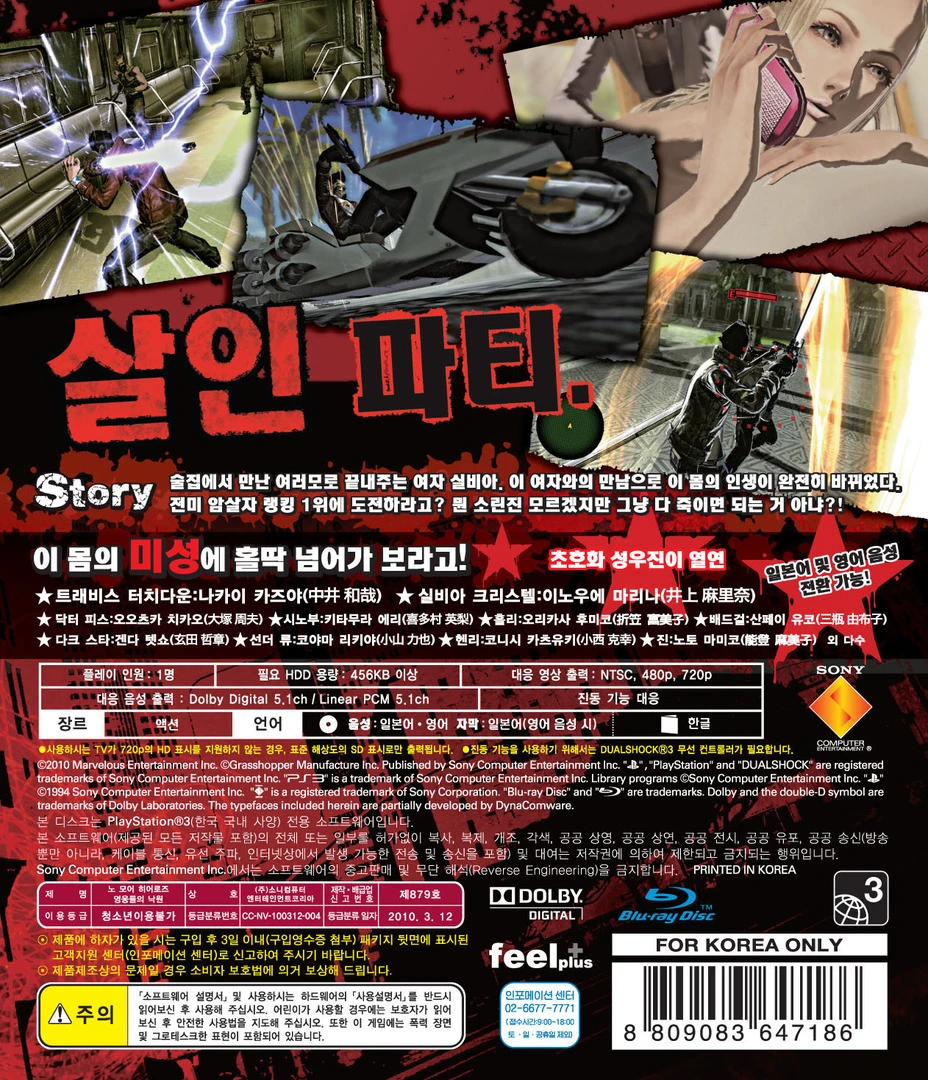 살인 파티.
Story
술집에서 만난 여러모로 끝내주는 여자 실비아. 이 여자와의 만남으로 이 몸의 인생이 완전히 바뀌었다.
전미 암살자 랭킹 1위에 도전하라고? 뭔 소린진 모르겠지만 그냥 다 죽이면 되는 거 아냐?!
이 몸의 미성에 홀딱 넘어가 보라고!
초호화 성우진이 열연
일본어 및 영어 음성
전환 가능!
★트래비스 터치다운:나카이 카즈야(中井 和哉) ★실비아 크리스텔:이노우에 마리나(井上 麻里奈)
★닥터 피스:오오츠카 치카오(大塚 周夫) ★시노부:키타무라 에리(喜多村 英梨) ★홀리:오리카사 후미코(折笠 富美子) ★배드걸:산페이 유코(三瓶 由布子)
★다크 스타:겐다 텟쇼(玄田 哲章) ★선더 류:코야마 리키야(小山 力也) ★헨리:코니시 카츠유키(小西 克幸) ★진:노토 마미코(能登 麻美子) 외 다수
플레이 인원 : 1명
필요 HDD 용량 : 456KB 이상
대응 영상 출력 : NTSC, 480p, 720p
대응 음성 출력 : Dolby Digital 5.1ch / Linear PCM 5.1ch
진동 기능 대응
장르 액션
언어 음성 : 일본어·영어 자막 : 일본어(영어 음성 시) 한글
SONY
COMPUTER
ENTERTAINMENT®
●사용하시는 TV가 720p의 HD 표시를 지원하지 않는 경우, 표준 해상도의 SD 표시로만 출력됩니다. ●진동 기능을 사용하기 위해서는 DUALSHOCK®3 무선 컨트롤러가 필요합니다.
©2010 Marvelous Entertainment Inc. ©Grasshopper Manufacture Inc. Published by Sony Computer Entertainment Inc. "", "PlayStation" and "DUALSHOCK" are registered
trademarks of Sony Computer Entertainment Inc. "PS3" is a trademark of Sony Computer Entertainment Inc. Library programs ©Sony Computer Entertainment Inc. ""
©1994 Sony Computer Entertainment Inc. "" is a registered trademark of Sony Corporation. "Blu-ray Disc" and "" are trademarks. Dolby and the double-D symbol are
trademarks of Dolby Laboratories. The typefaces included herein are partially developed by DynaComware.
본 디스크는 PlayStation®3(한국 국내 사양) 전용 소프트웨어입니다.
본 소프트웨어(제공된 모든 저작물 포함)의 전체 또는 일부를 허가없이 복사, 복제, 개조, 각색, 공공 상영, 공공 상연, 공공 전시, 공공 유포, 공공 송신(방송
뿐만 아니라, 케이블 통신, 유선 주파, 인터넷상에서 발생 가능한 전송 및 송신을 포함) 및 대여는 저작권에 의하여 제한되고 금지되는 행위입니다.
Sony Computer Entertainment Inc.에서는 소프트웨어의 중고판매 및 무단 해석(Reverse Engineering)을 금지합니다. PRINTED IN KOREA
제 명 노 모어 히어로즈 영웅들의 낙원 상 호 (주)소니컴퓨터 엔터테인먼트코리아 제작·배급업 신 고 번 호 제879호
이용등급 청소년이용불가 등급분류번호 CC-NV-100312-004 등급분류 일자 2010. 3. 12
DOLBY
DIGITAL
Blu-ray Disc™
3
⊙ 제품에 하자가 있을 시는 구입 후 3일 이내(구입영수증 첨부) 패키지 뒷면에 표시된
고객지원 센터(인포메이션 센터)로 신고하여 주시기 바랍니다.
⊙ 제품제조상의 문제일 경우 소비자 보호법에 의거 보상해 드립니다.
feelplus
FOR KOREA ONLY
주의
「소프트웨어 설명서」 및 사용하시는 하드웨어의 「사용설명서」를 반드시
읽어보신 후 사용해 주십시오. 어린이가 사용할 경우에는 보호자가 읽어
보신 후 안전한 사용법을 지도해 주십시오. 또한 이 게임에는 폭력 장면
및 그로테스크한 표현이 포함되어 있습니다.
인포메이션 센터
02-6677-7771
(접수시간 9:00~18:00
토·일·공휴일 제외)
8 809083 647186